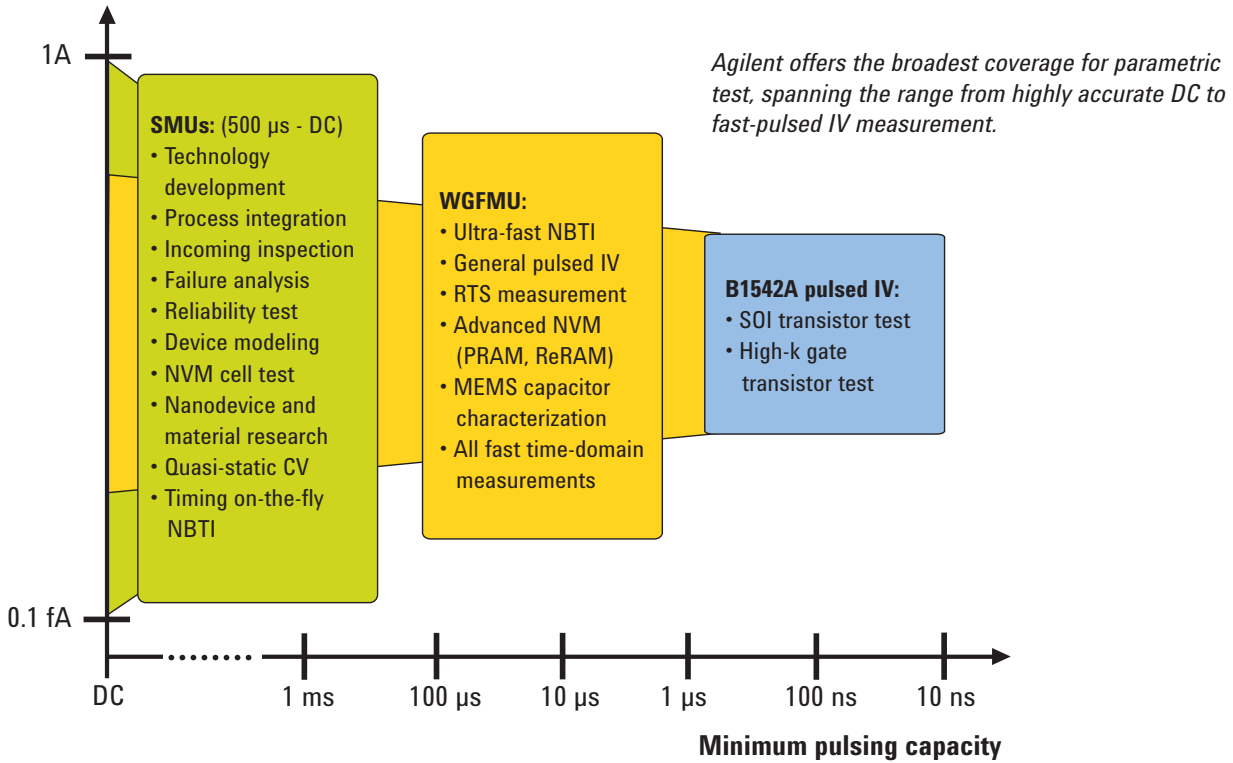 1A
Agilent offers the broadest coverage for parametric
test, spanning the range from highly accurate DC to
fast-pulsed IV measurement.
SMUs: (500 µs - DC)
• Technology
development
• Process integration
• Incoming inspection
• Failure analysis
• Reliability test
• Device modeling
• NVM cell test
• Nanodevice and
material research
• Quasi-static CV
• Timing on-the-fly
NBTI
WGFMU:
• Ultra-fast NBTI
• General pulsed IV
• RTS measurement
• Advanced NVM
(PRAM, ReRAM)
• MEMS capacitor
characterization
• All fast time-domain
measurements
B1542A pulsed IV:
• SOI transistor test
• High-k gate
transistor test
0.1 fA
DC 1 ms 100 µs 10 µs 1 µs 100 ns 10 ns
Minimum pulsing capacity